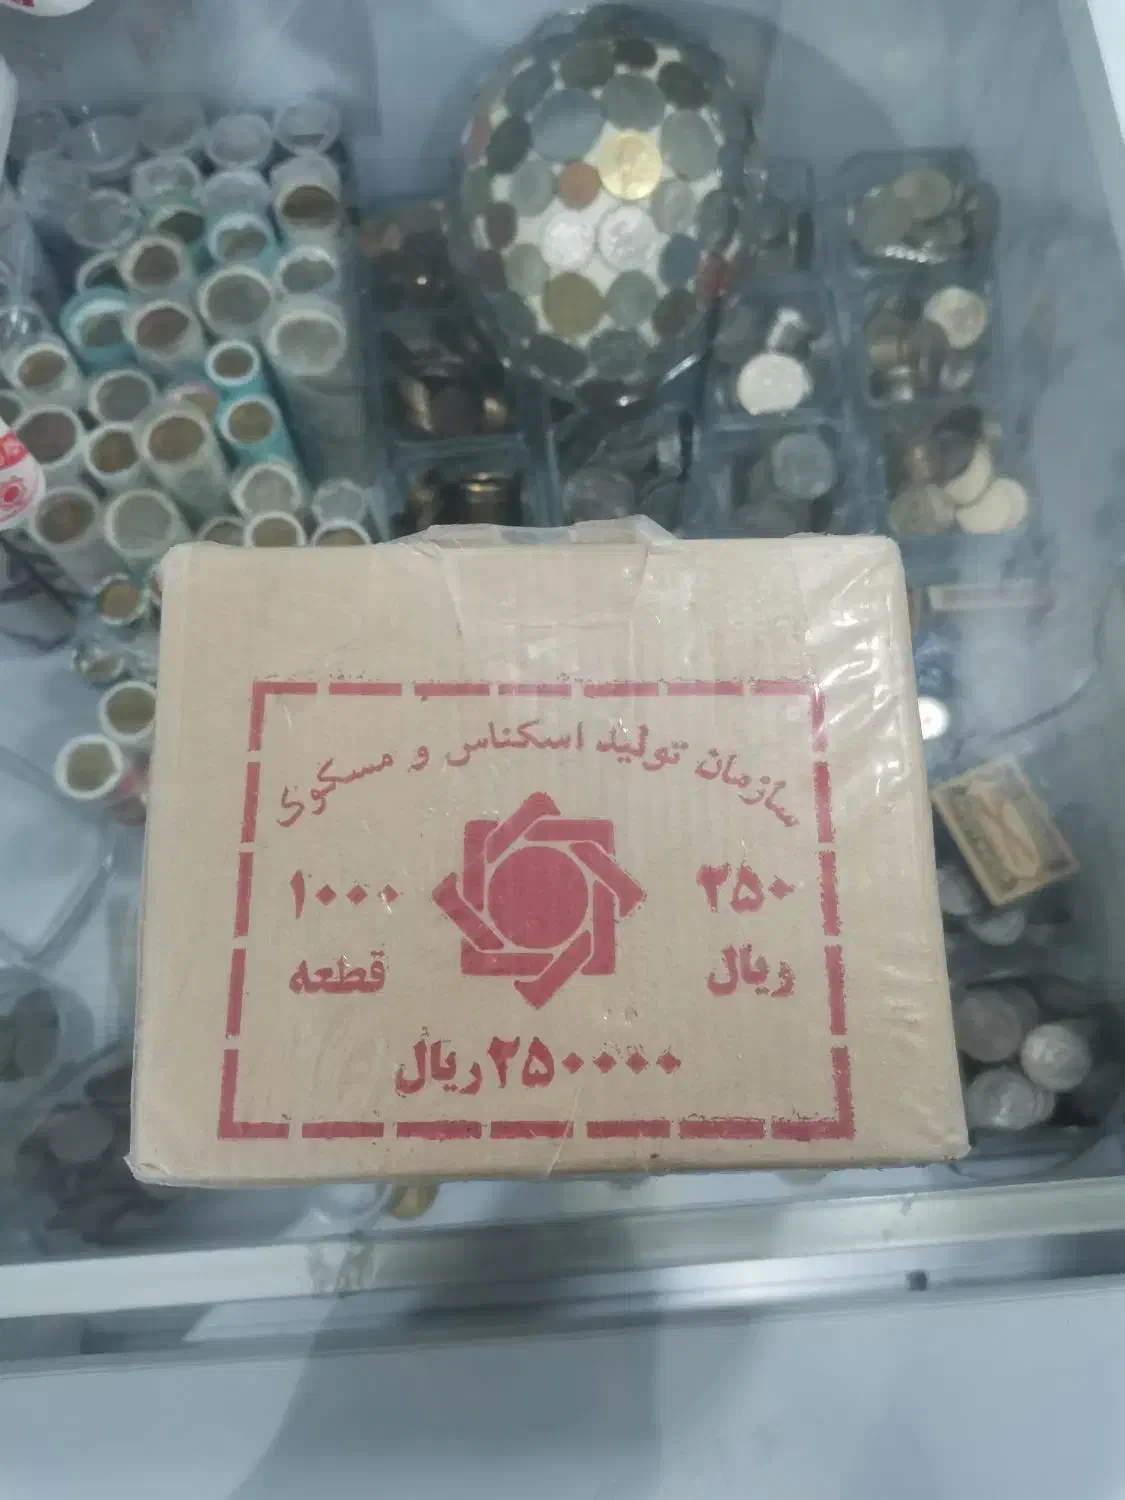 سازمان تولید اسکناس و مسکوک
۲۵۰
ریال
۱۰۰۰
قطعه
۲۵۰۰۰۰ ریال